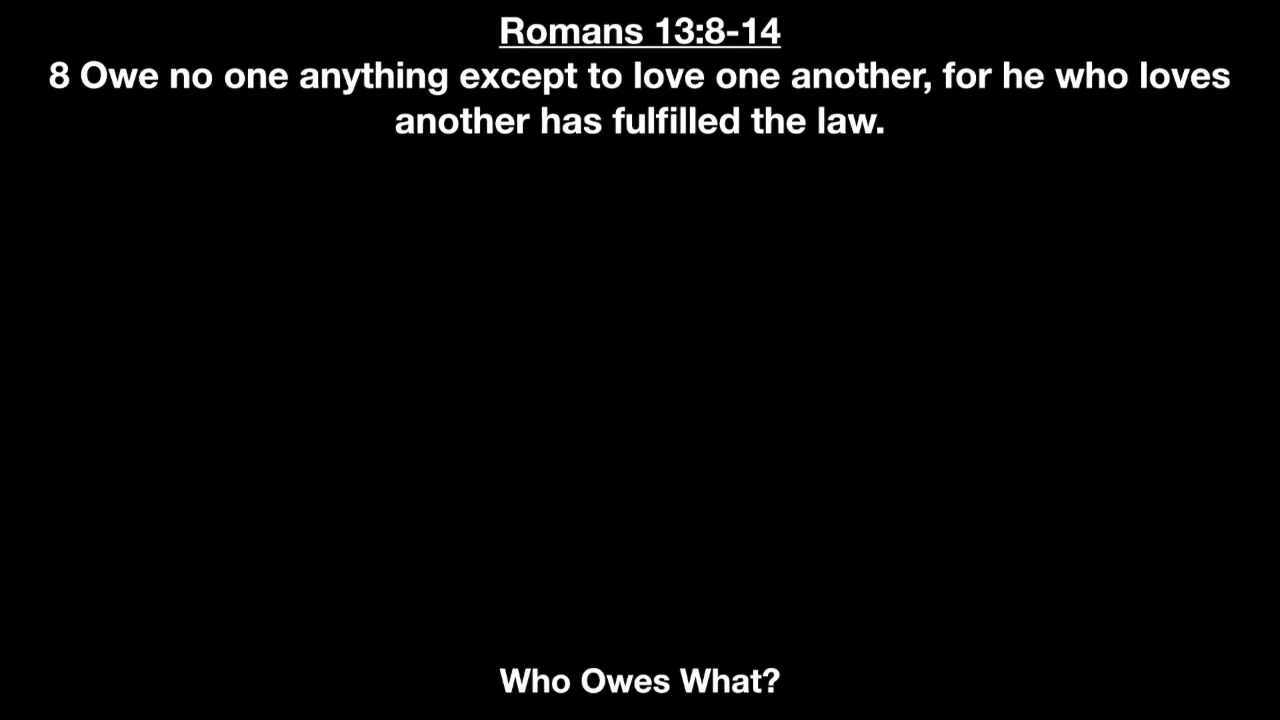 Romans 13:8-14
8 Owe no one anything except to love one another, for he who loves
another has fulfilled the law.
Who Owes What?